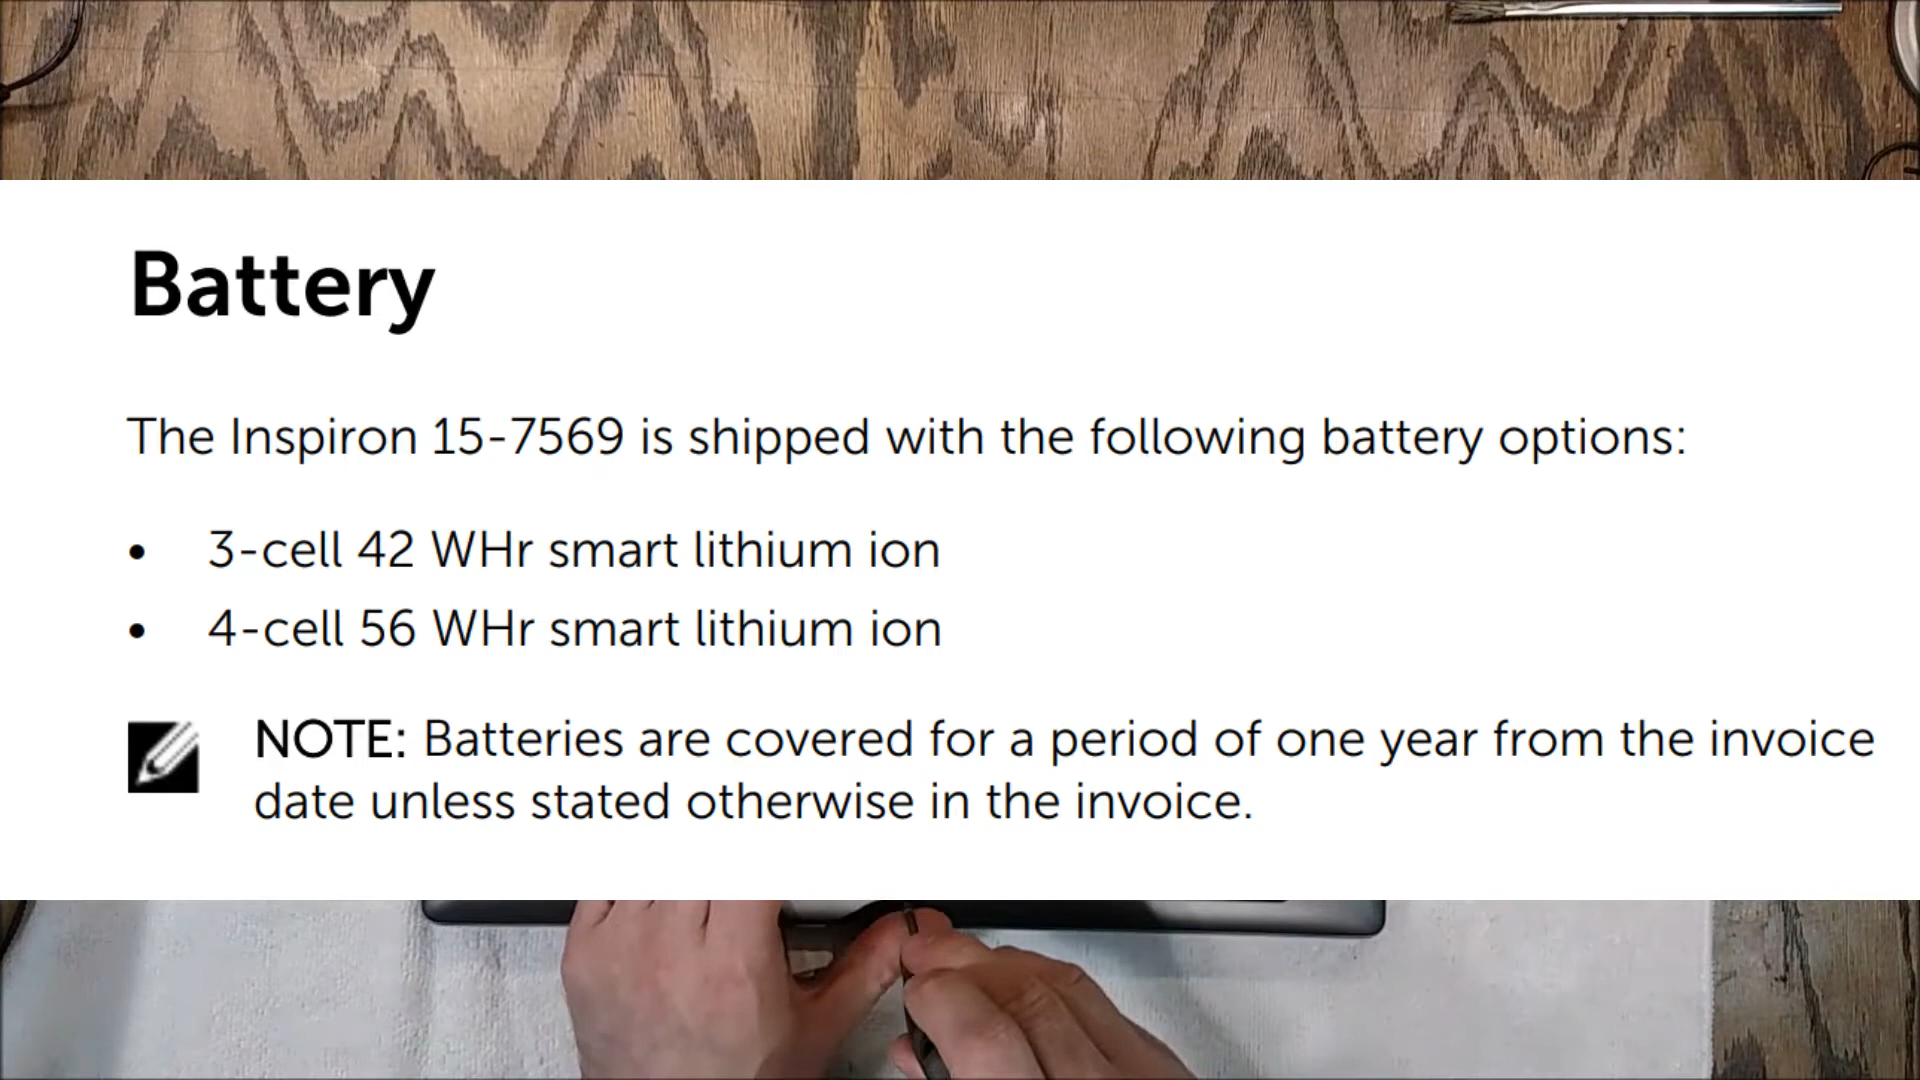 Battery
The Inspiron 15-7569 is shipped with the following battery options:
• 3-cell 42 WHr smart lithium ion
• 4-cell 56 WHr smart lithium ion
NOTE: Batteries are covered for a period of one year from the invoice
date unless stated otherwise in the invoice.